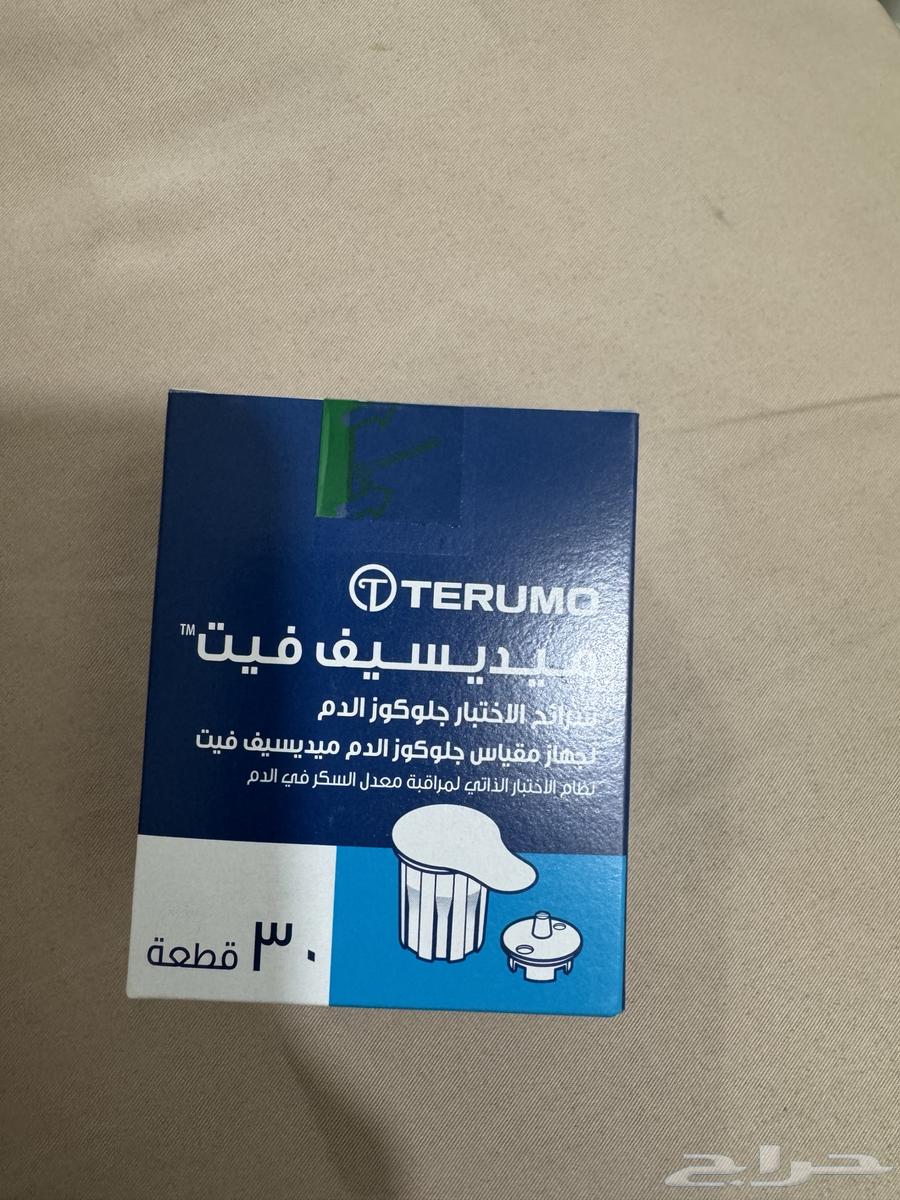 TERUMO
ميديسيف فيت™
شرائح الاختبار جلوكوز الدم
لجهاز مقياس جلوكوز الدم ميديسيف فيت
نظام الاختبار الذاتي لمراقبة معدل السكر في الدم
٣٠ قطعة
حراج